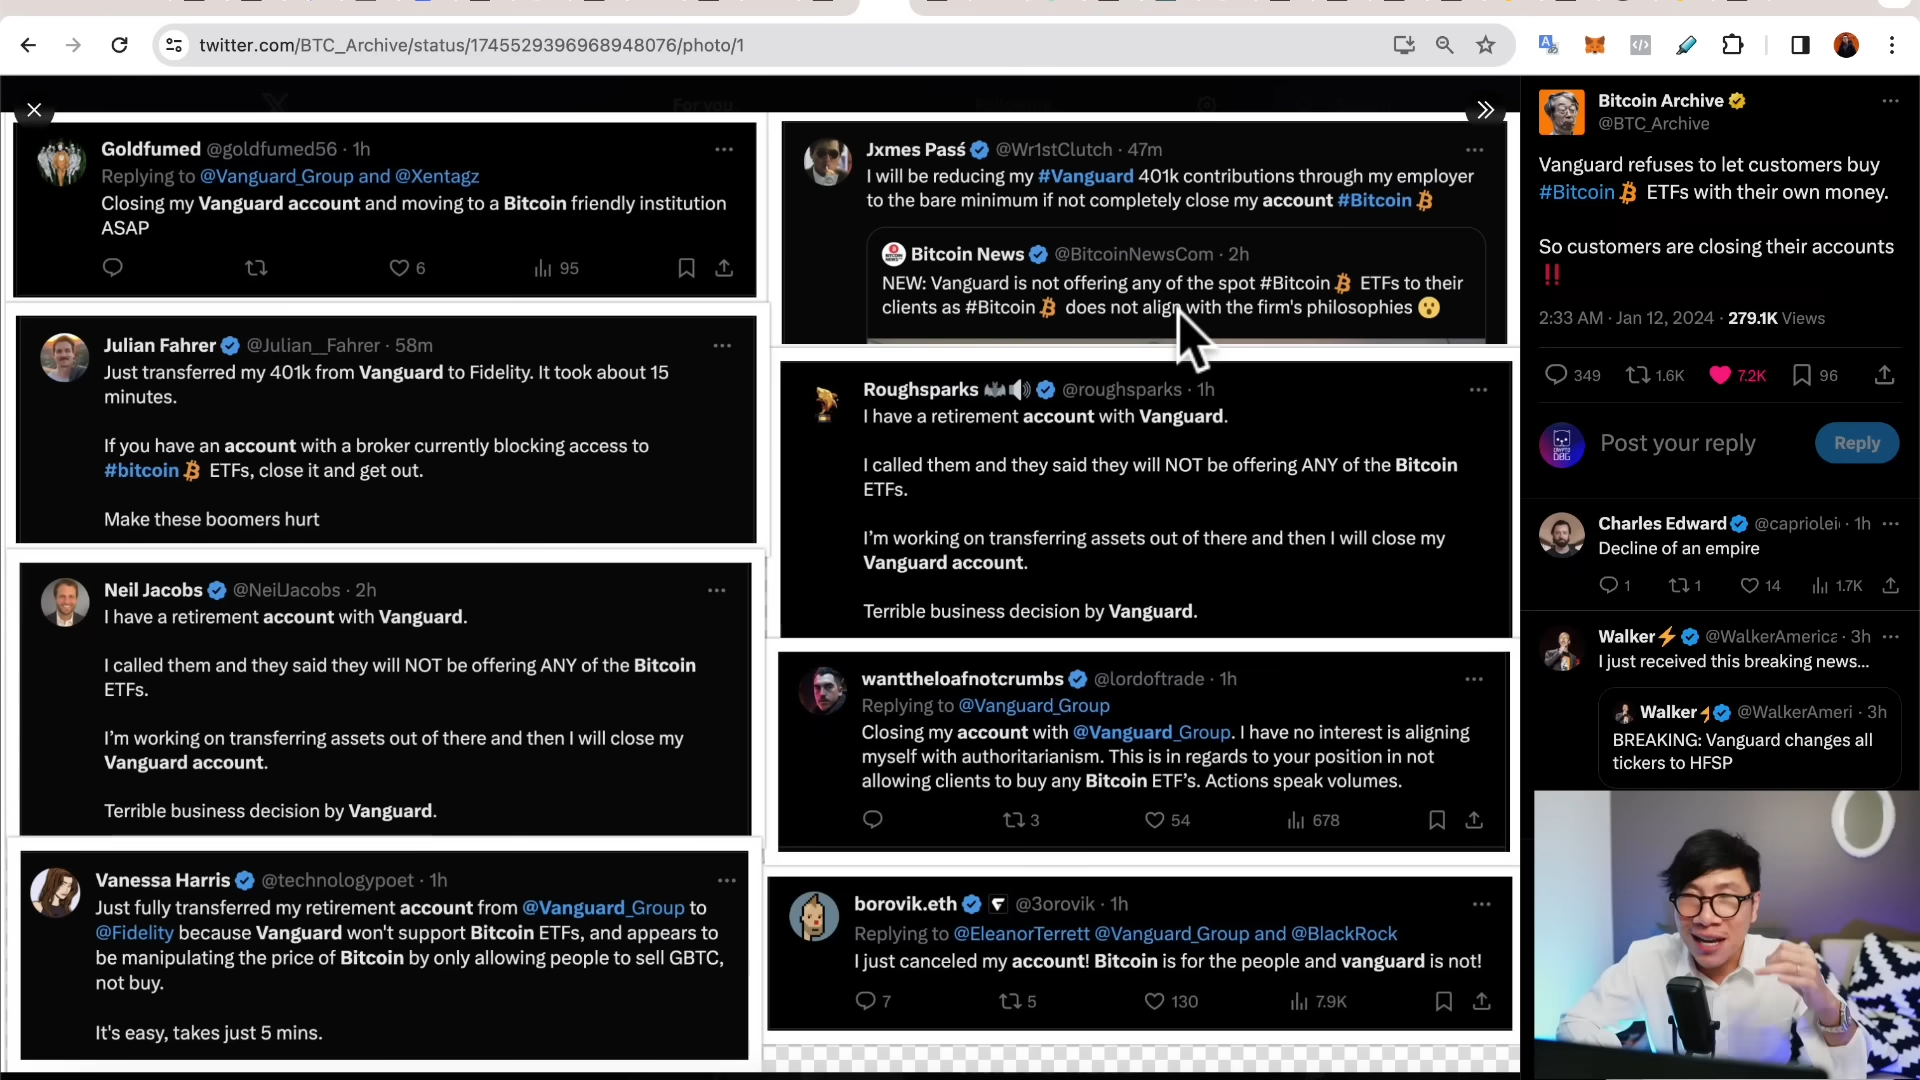 twitter.com/BTC_Archive/status/1745529396968948076/photo/1
For you
Goldfumed @goldfumed56 · 1h
Replying to @Vanguard_Group and @Xentagz
Closing my Vanguard account and moving to a Bitcoin friendly institution
ASAP
6
95
Julian Fahrer @Julian__Fahrer · 58m
Just transferred my 401k from Vanguard to Fidelity. It took about 15
minutes.
If you have an account with a broker currently blocking access to
#bitcoin ETFs, close it and get out.
Make these boomers hurt
Neil Jacobs @NeilJacobs · 2h
I have a retirement account with Vanguard.
I called them and they said they will NOT be offering ANY of the Bitcoin
ETFs.
I'm working on transferring assets out of there and then I will close my
Vanguard account.
Terrible business decision by Vanguard.
Vanessa Harris @technologypoet · 1h
Just fully transferred my retirement account from @Vanguard_Group to
@Fidelity because Vanguard won't support Bitcoin ETFs, and appears to
be manipulating the price of Bitcoin by only allowing people to sell GBTC,
not buy.
It's easy, takes just 5 mins.
Jxmes Pasś @Wr1stClutch · 47m
I will be reducing my #Vanguard 401k contributions through my employer
to the bare minimum if not completely close my account #Bitcoin
Bitcoin News @BitcoinNewsCom · 2h
NEW: Vanguard is not offering any of the spot #Bitcoin ETFs to their
clients as #Bitcoin does not align with the firm's philosophies 😮
Roughsparks 🦇🔊 @roughsparks · 1h
I have a retirement account with Vanguard.
I called them and they said they will NOT be offering ANY of the Bitcoin
ETFs.
I'm working on transferring assets out of there and then I will close my
Vanguard account.
Terrible business decision by Vanguard.
wanttheloafnotcrumbs @lordoftrade · 1h
Replying to @Vanguard_Group
Closing my account with @Vanguard_Group. I have no interest is aligning
myself with authoritarianism. This is in regards to your position in not
allowing clients to buy any Bitcoin ETF's. Actions speak volumes.
3
54
678
borovik.eth @3orovik · 1h
Replying to @EleanorTerrett @Vanguard_Group and @BlackRock
I just canceled my account! Bitcoin is for the people and vanguard is not!
7
5
130
7.9K
Bitcoin Archive
@BTC_Archive
Vanguard refuses to let customers buy
#Bitcoin ETFs with their own money.
So customers are closing their accounts
‼️
2:33 AM · Jan 12, 2024 · 279.1K Views
349
1.6K
7.2K
96
Post your reply
Reply
Charles Edward @capriolei · 1h
Decline of an empire
1
1
14
1.7K
Walker⚡ @WalkerAmerica · 3h
I just received this breaking news...
Walker⚡ @WalkerAmeri · 3h
BREAKING: Vanguard changes all
tickers to HFSP